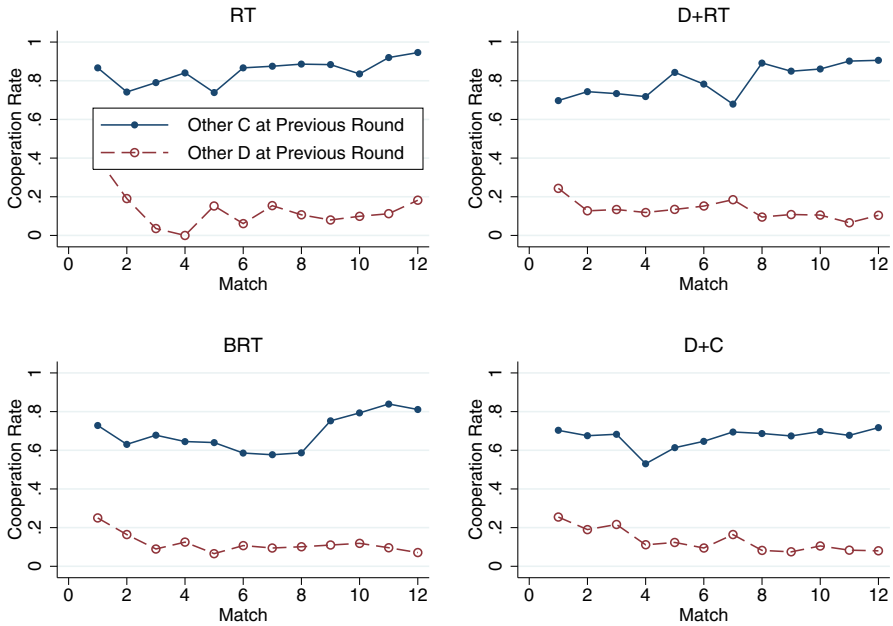 RT
Cooperation Rate
1
.8
.6
.4
.2
0
Other C at Previous Round
Other D at Previous Round
0 2 4 6 8 10 12
Match
D+RT
Cooperation Rate
1
.8
.6
.4
.2
0
0 2 4 6 8 10 12
Match
BRT
Cooperation Rate
1
.8
.6
.4
.2
0
0 2 4 6 8 10 12
Match
D+C
Cooperation Rate
1
.8
.6
.4
.2
0
0 2 4 6 8 10 12
Match